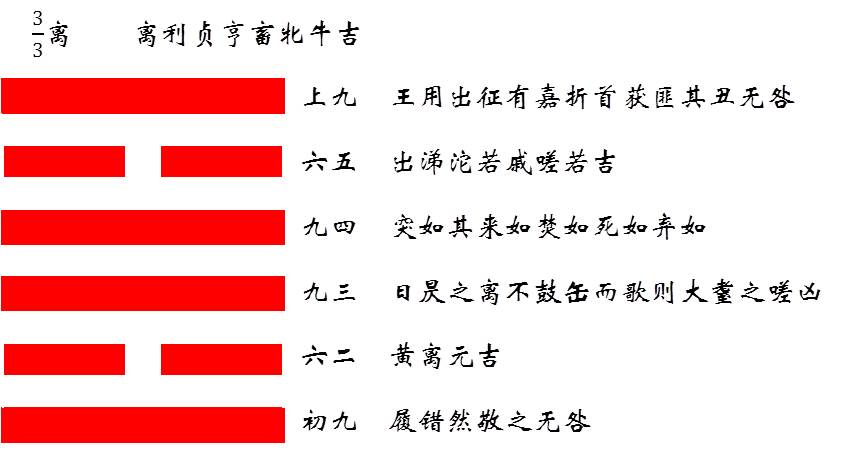 3/3离 离利贞亨畜牝牛吉
上九 王用出征有嘉折首获匪其丑无咎
六五 出涕沱若戚嗟若吉
九四 突如其来如焚如死如弃如
九三 日昃之离不鼓缶而歌则大耋之嗟凶
六二 黄离元吉
初九 履错然敬之无咎